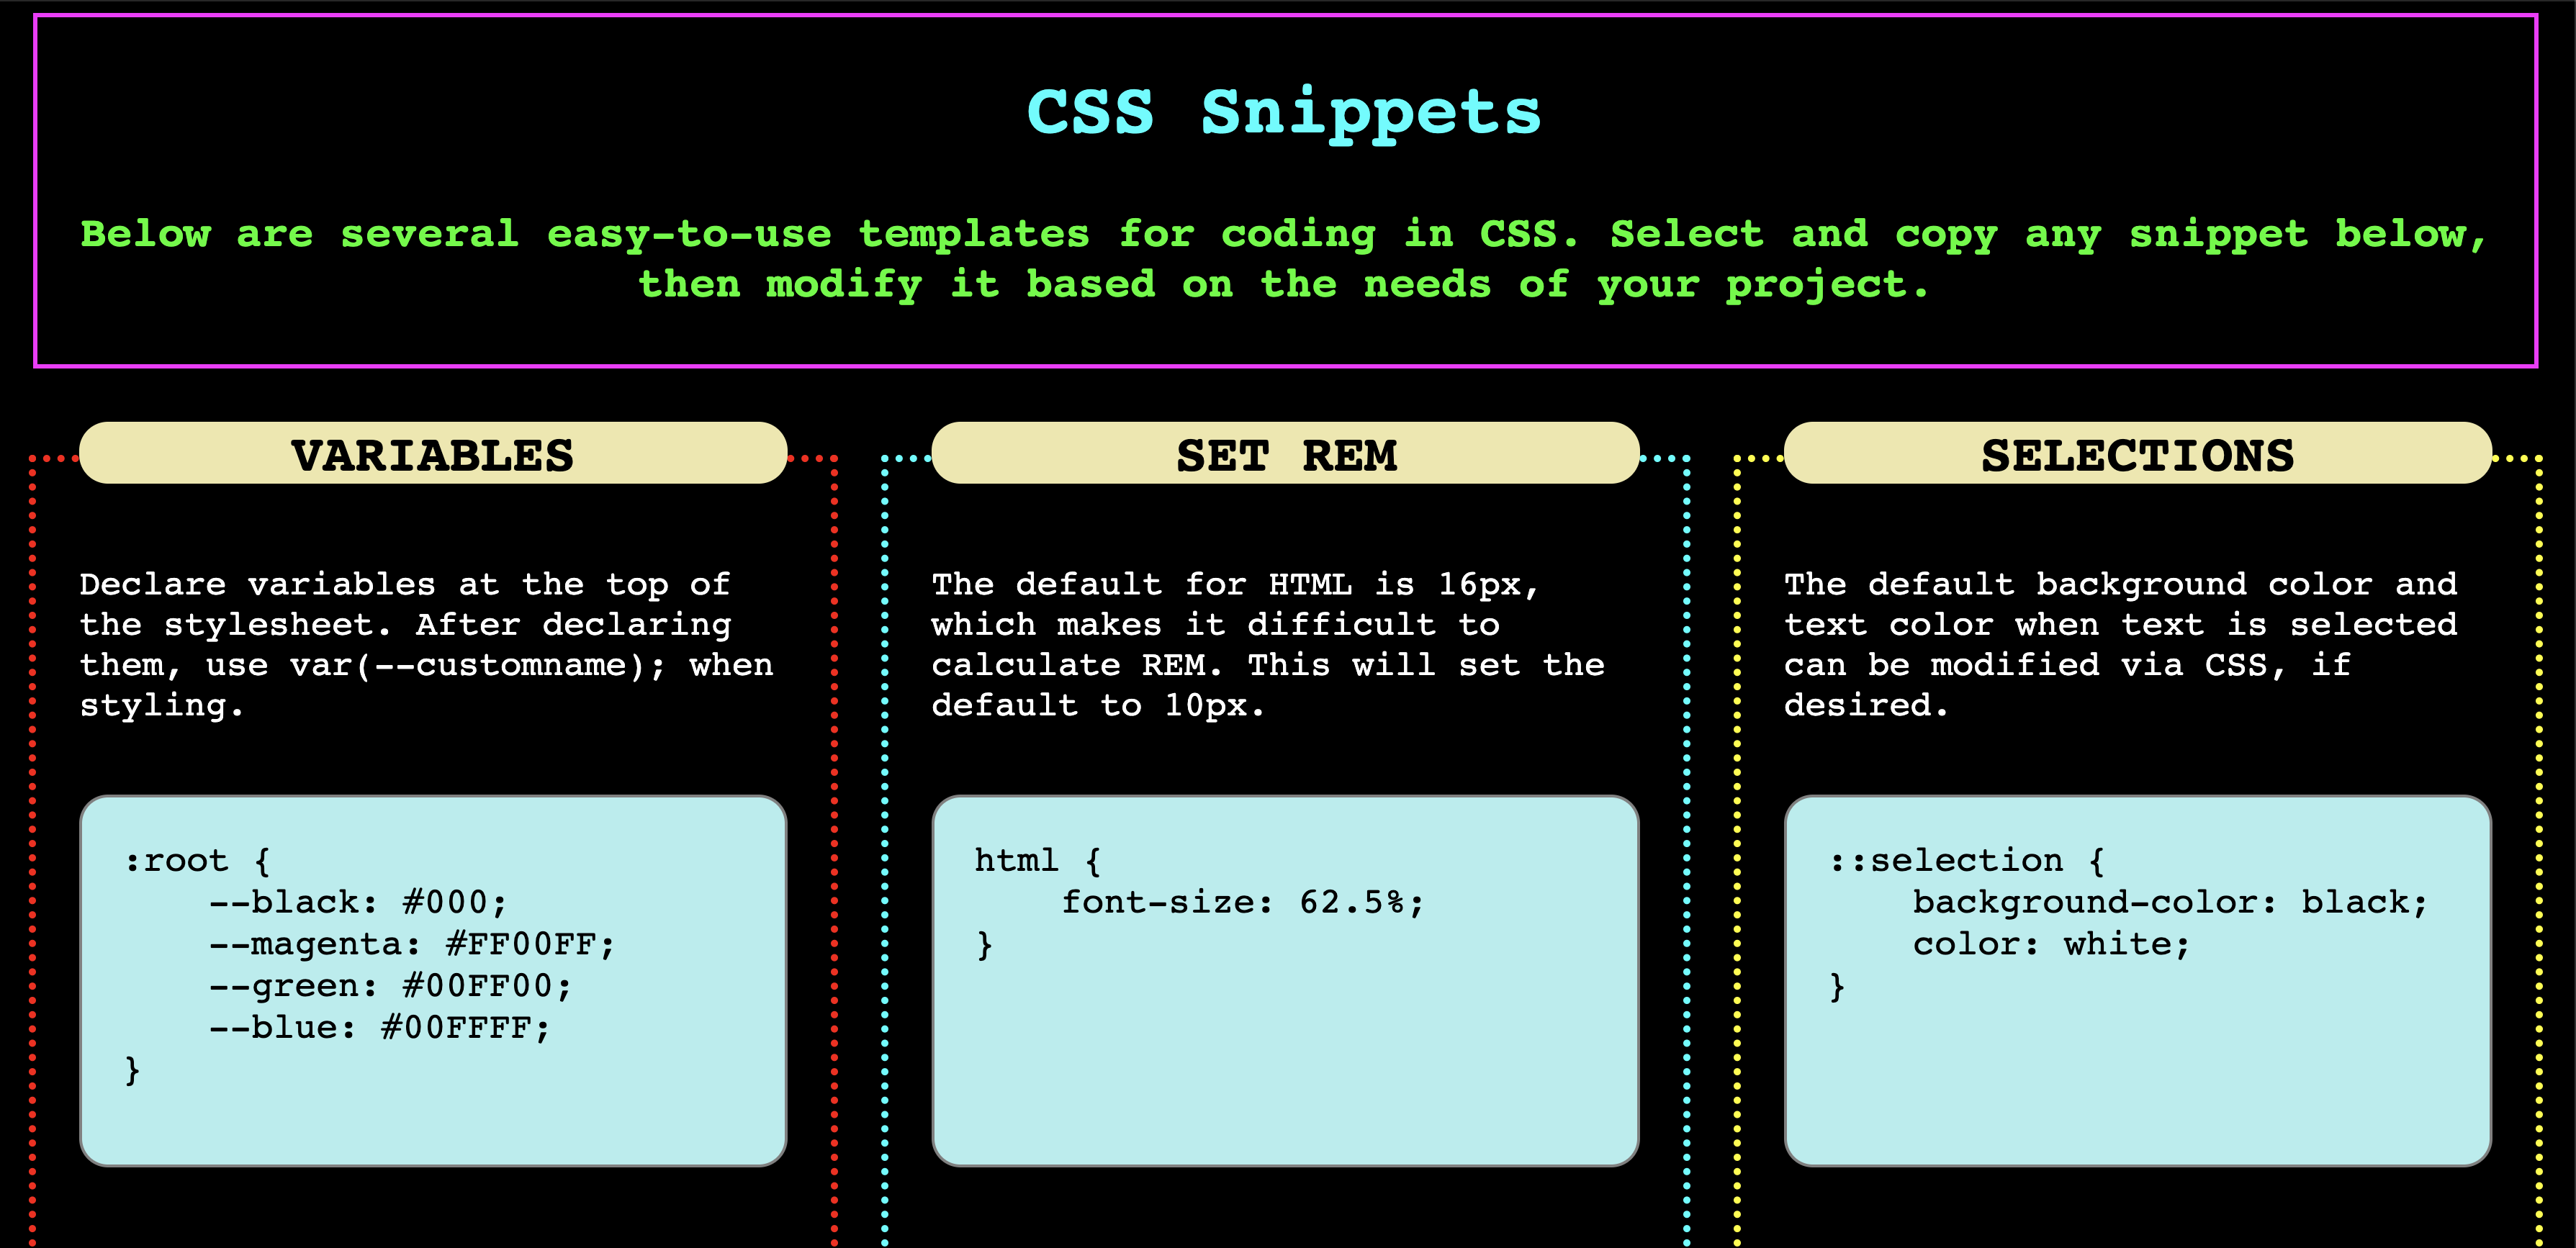 CSS Snippets
Below are several easy-to-use templates for coding in CSS. Select and copy any snippet below,
then modify it based on the needs of your project.
VARIABLES
Declare variables at the top of
the stylesheet. After declaring
them, use var(--customname); when
styling.
:root {
    --black: #000;
    --magenta: #FF00FF;
    --green: #00FF00;
    --blue: #00FFFF;
}
SET REM
The default for HTML is 16px,
which makes it difficult to
calculate REM. This will set the
default to 10px.
html {
    font-size: 62.5%;
}
SELECTIONS
The default background color and
text color when text is selected
can be modified via CSS, if
desired.
::selection {
    background-color: black;
    color: white;
}